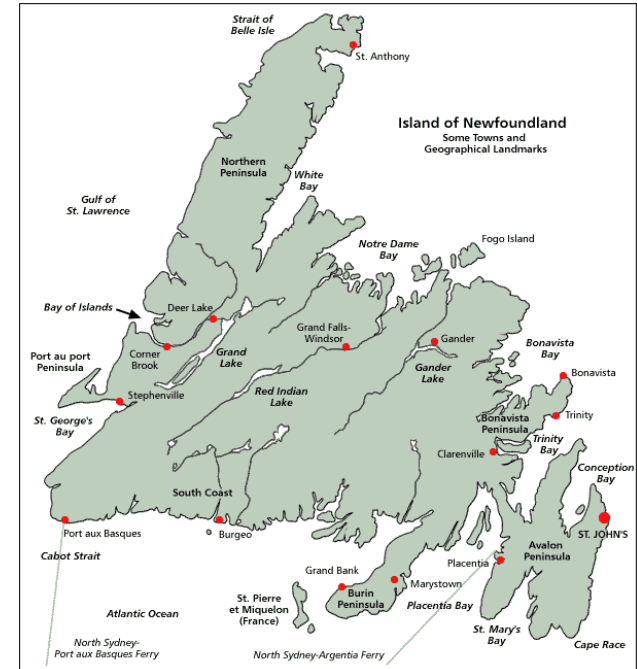 Strait of
Belle Isle
St. Anthony
Island of Newfoundland
Some Towns and
Geographical Landmarks
Northern
Peninsula
White
Bay
Gulf of
St. Lawrence
Notre Dame
Bay
Fogo Island
Bay of Islands
Deer Lake
Grand Falls-
Windsor
Gander
Corner
Brook
Grand
Lake
Gander
Lake
Bonavista
Bay
Port au port
Peninsula
Bonavista
Stephenville
Red Indian
Lake
St. George's
Bay
Trinity
Bonavista
Peninsula
Trinity
Bay
Clarenville
Conception
Bay
South Coast
Port aux Basques
Burgeo
ST. JOHN'S
Avalon
Peninsula
Cabot Strait
Placentia
Grand Bank
Marystown
Burin
Peninsula
Placentia Bay
St. Pierre
et Miquelon
(France)
Atlantic Ocean
St. Mary's
Bay
Cape Race
North Sydney-
Port aux Basques Ferry
North Sydney-Argentia Ferry